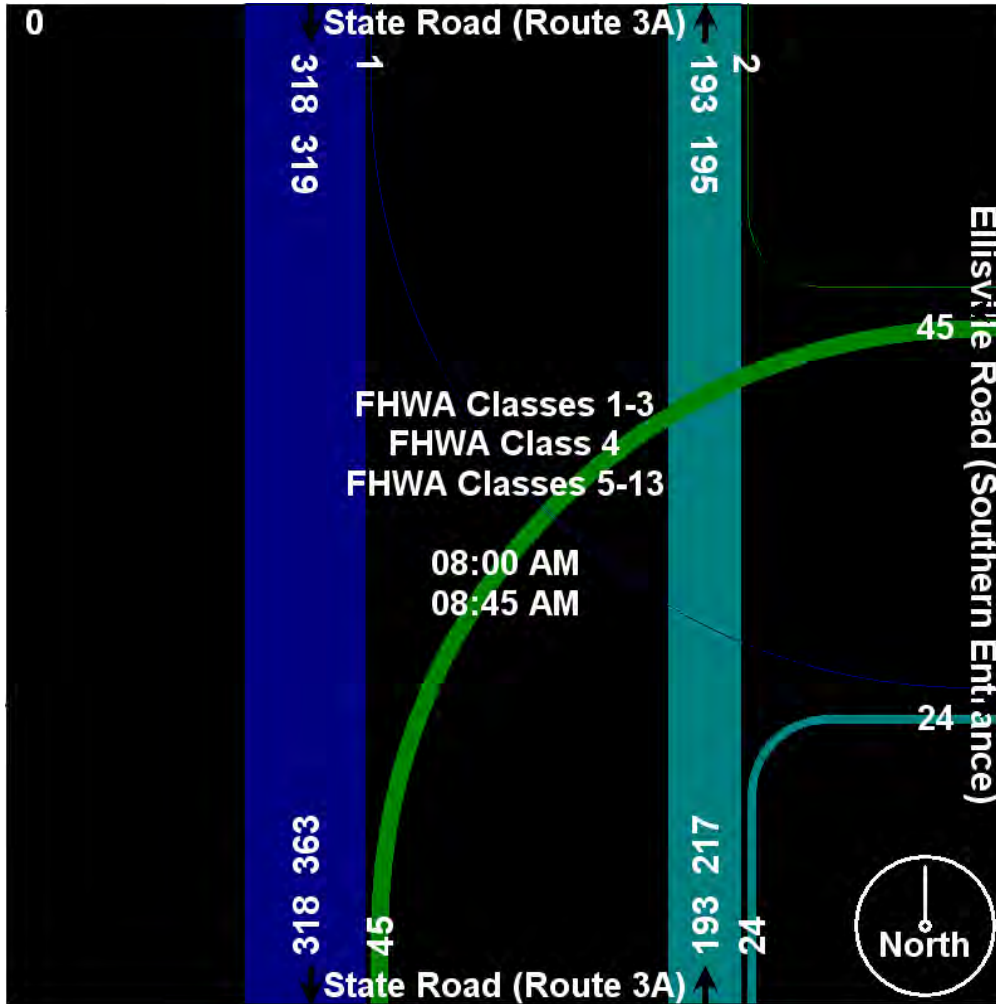 0
State Road (Route 3A)
318 319
1
193 195
2
Ellisville Road (Southern Entrance)
45
FHWA Classes 1-3
FHWA Class 4
FHWA Classes 5-13
08:00 AM
08:45 AM
24
318 363
45
193 217
24
North
State Road (Route 3A)